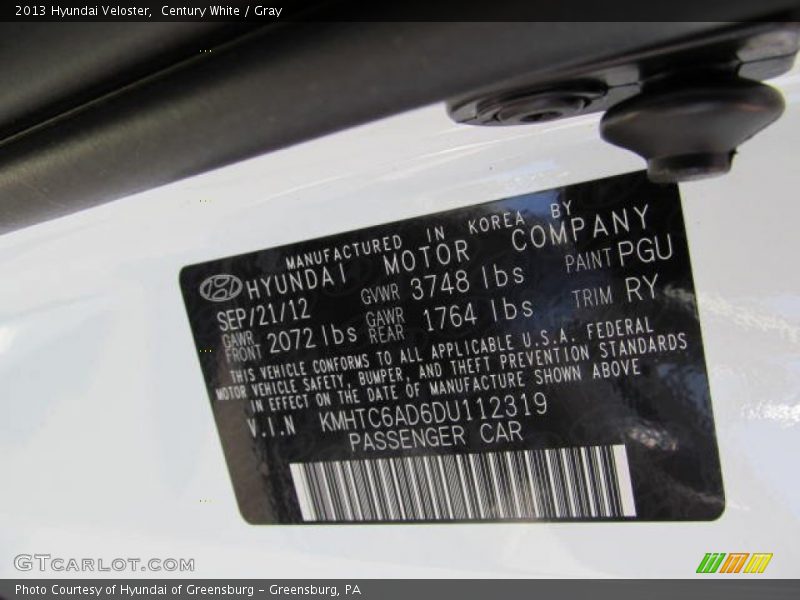 2013 Hyundai Veloster,  Century White / Gray
MANUFACTURED IN KOREA BY
HYUNDAI MOTOR COMPANY
SEP/21/12 GVWR 3748 lbs PAINT PGU
GAWR FRONT 2072 lbs GAWR REAR 1764 lbs TRIM RY
THIS VEHICLE CONFORMS TO ALL APPLICABLE U.S.A. FEDERAL
MOTOR VEHICLE SAFETY, BUMPER, AND THEFT PREVENTION STANDARDS
IN EFFECT ON THE DATE OF MANUFACTURE SHOWN ABOVE
V.I.N KMHTC6AD6DU112319
PASSENGER CAR
GTCARLOT.COM
Photo Courtesy of Hyundai of Greensburg – Greensburg, PA